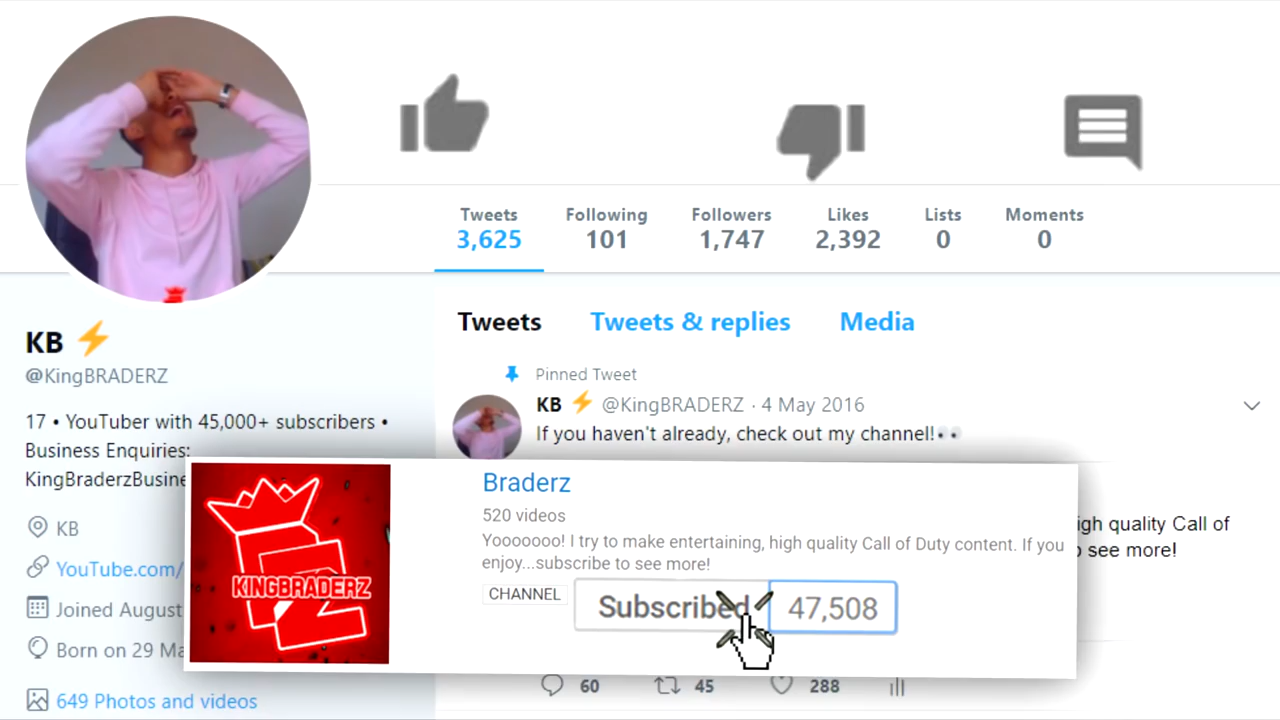 Tweets Following Followers Likes Lists Moments
3,625 101 1,747 2,392 0 0
KB ⚡
@KingBRADERZ
17 • YouTuber with 45,000+ subscribers •
Business Enquiries:
KingBraderzBusine
KB
YouTube.com/
Joined August
Born on 29 Ma
649 Photos and videos
Tweets Tweets & replies Media
Pinned Tweet
KB ⚡ @KingBRADERZ · 4 May 2016
If you haven't already, check out my channel!👀
KINGBRADERZ
Braderz
520 videos
Yooooooo! I try to make entertaining, high quality Call of Duty content. If you
enjoy...subscribe to see more!
CHANNEL Subscribed 47,508
igh quality Call of
see more!
60 45 288